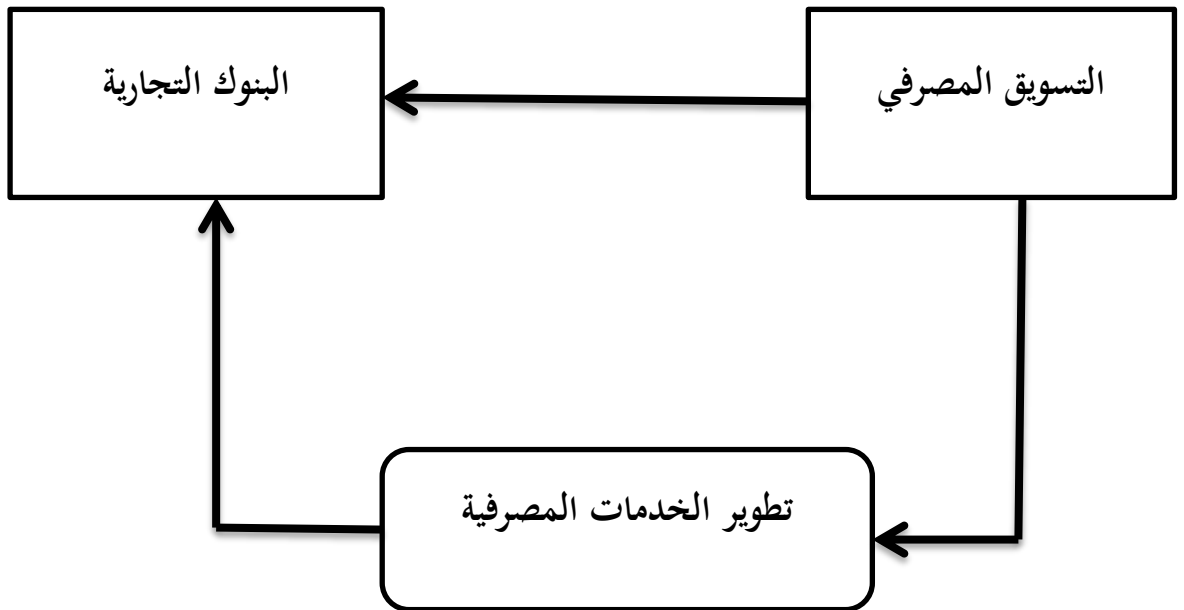 التسويق المصرفي
البنوك التجارية
تطوير الخدمات المصرفية